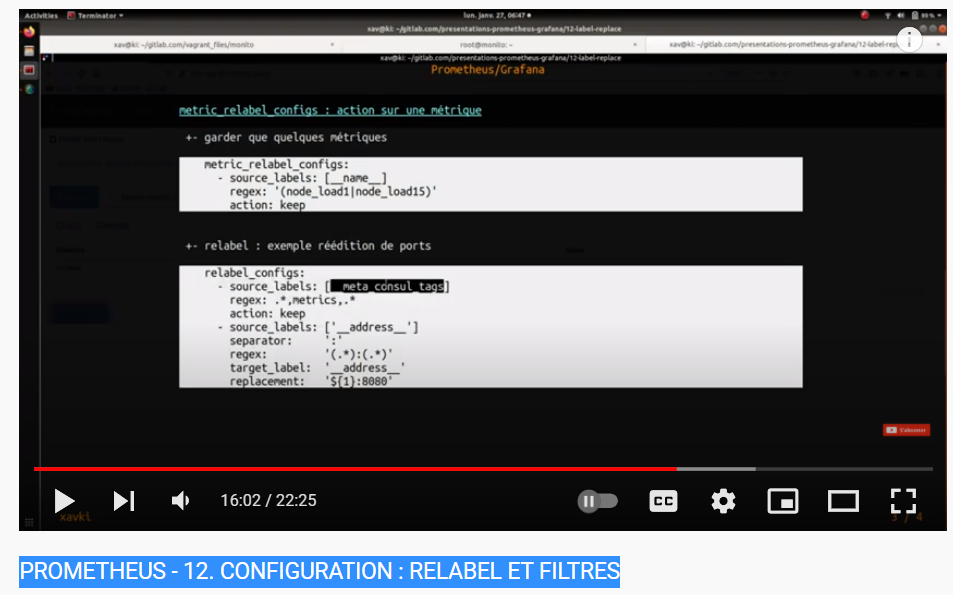 Activities Terminator lun. janv. 27, 06:47
xav@ki: ~/gitlab.com/presentations-prometheus-grafana/12-label-replace
xav@ki: ~/gitlab.com/vagrant_files/monito
root@monito: ~
xav@ki: ~/gitlab.com/presentations-prometheus-grafana/12-label-rep
xav@ki: ~/gitlab.com/presentations-prometheus-grafana/12-label-replace
Prometheus/Grafana
metric_relabel_configs : action sur une métrique
+- garder que quelques métriques
metric_relabel_configs:
- source_labels: [__name__]
regex: '(node_load1|node_load15)'
action: keep
+- relabel : exemple réédition de ports
relabel_configs:
- source_labels: [__meta_consul_tags]
regex: .*,metrics,.*
action: keep
- source_labels: ['__address__']
separator: ':'
regex: '(.*):(.*)'
target_label: '__address__'
replacement: '${1}:8080'
S'abonner
16:02 / 22:25
CC
xavki
3 / 4
PROMETHEUS - 12. CONFIGURATION : RELABEL ET FILTRES